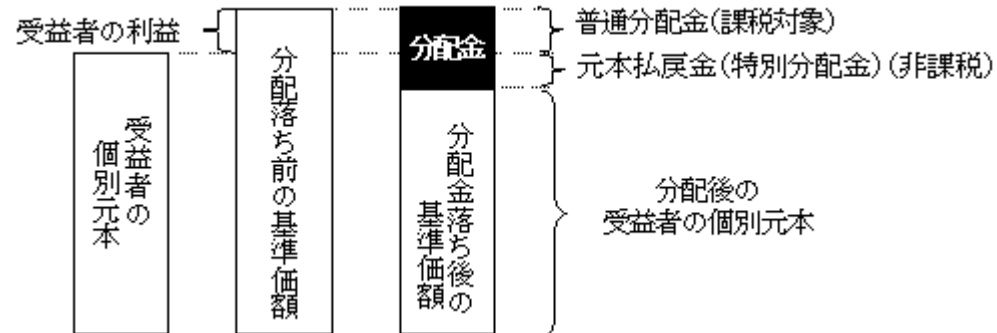 受益者の利益
受益者の
個別元本
分配落ち前の基準価額
分配金
分配金落ち後の
基準価額
普通分配金(課税対象)
元本払戻金(特別分配金)(非課税)
分配後の
受益者の個別元本